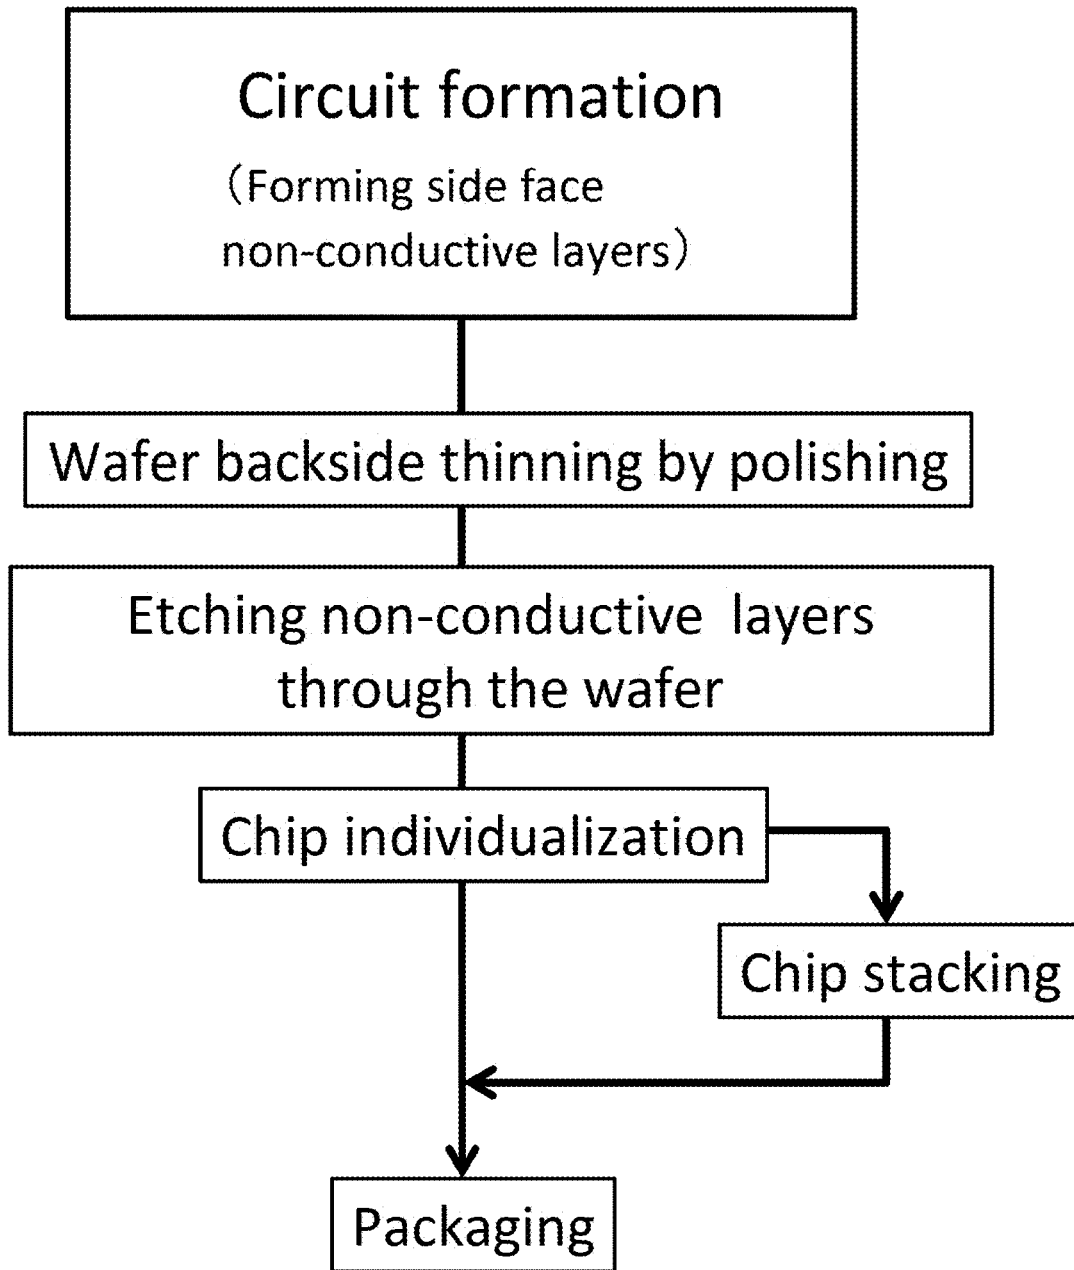 Circuit formation
（Forming side face
non-conductive layers）
Wafer backside thinning by polishing
Etching non-conductive layers
through the wafer
Chip individualization
Chip stacking
Packaging